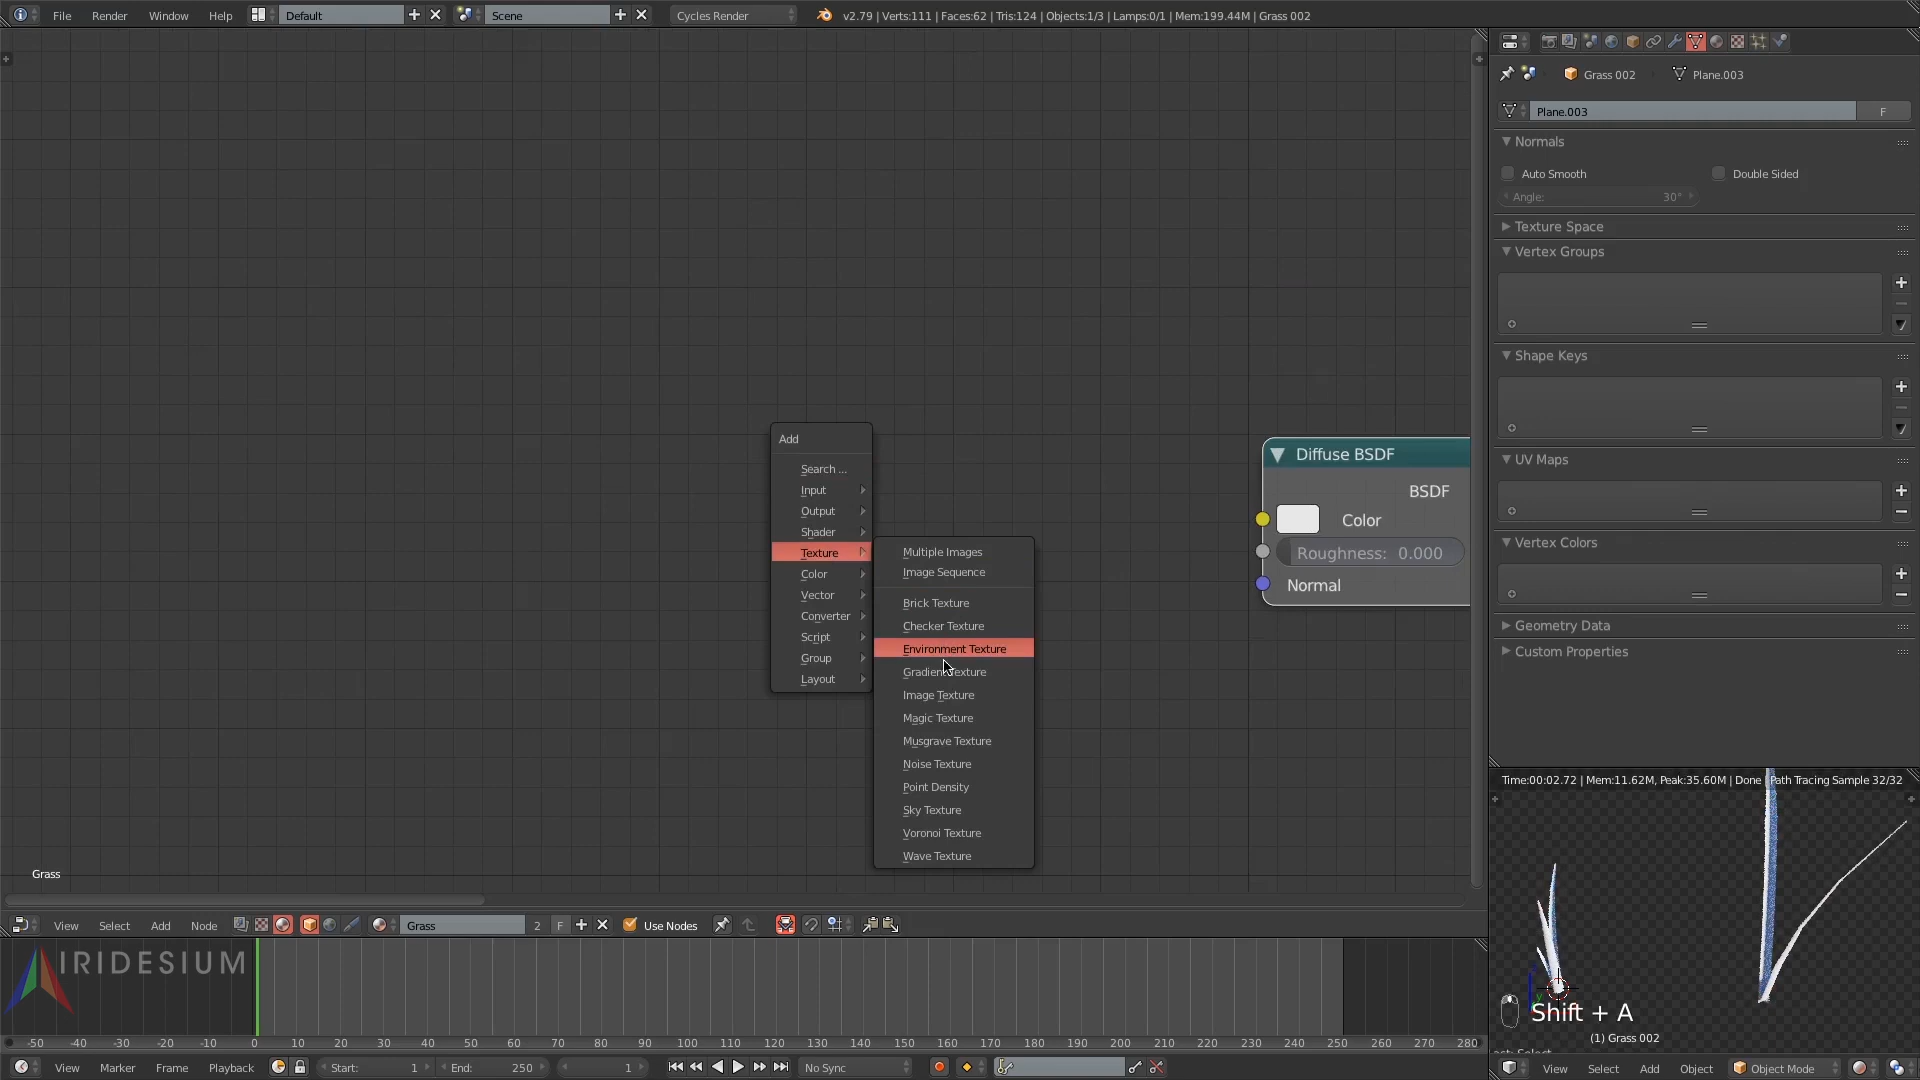 File Render Window Help Default Scene Cycles Render v2.79 | Verts:111 | Faces:62 | Tris:124 | Objects:1/3 | Lamps:0/1 | Mem:199.44M | Grass 002
Grass 002 Plane.003
Plane.003 F
Normals
Auto Smooth Double Sided
Angle: 30°
Texture Space
Vertex Groups
Shape Keys
UV Maps
Vertex Colors
Geometry Data
Custom Properties
Add
Search ...
Input
Output
Shader
Texture
Color
Vector
Converter
Script
Group
Layout
Multiple Images
Image Sequence
Brick Texture
Checker Texture
Environment Texture
Gradient Texture
Image Texture
Magic Texture
Musgrave Texture
Noise Texture
Point Density
Sky Texture
Voronoi Texture
Wave Texture
Diffuse BSDF
BSDF
Color
Roughness: 0.000
Normal
Time:00:02.72 | Mem:11.62M, Peak:35.60M | Done | Path Tracing Sample 32/32
Grass
View Select Add Node Grass 2 F Use Nodes
IRIDESIUM
Shift + A
(1) Grass 002
-50 -40 -30 -20 -10 0 10 20 30 40 50 60 70 80 90 100 110 120 130 140 150 160 170 180 190 200 210 220 230 240 250 260 270 280
View Marker Frame Playback Start: 1 End: 250 1 No Sync
View Select Add Object Object Mode